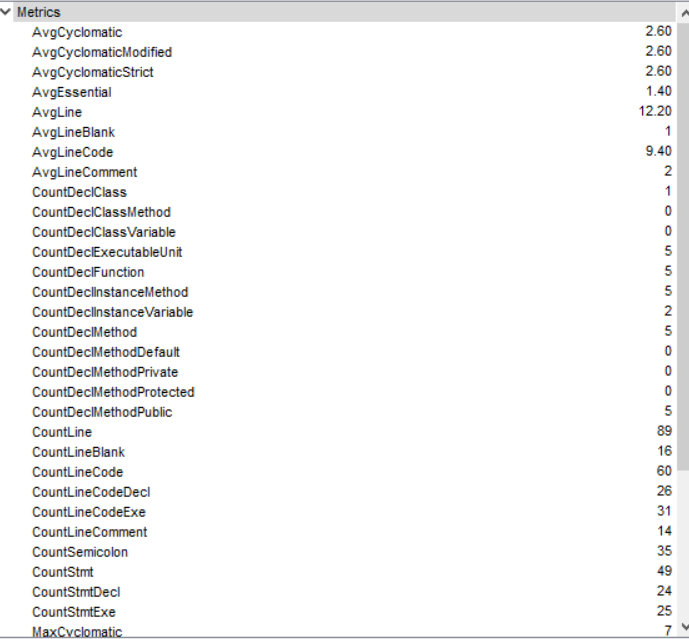 Metrics
AvgCyclomatic 2.60
AvgCyclomaticModified 2.60
AvgCyclomaticStrict 2.60
AvgEssential 1.40
AvgLine 12.20
AvgLineBlank 1
AvgLineCode 9.40
AvgLineComment 2
CountDeclClass 1
CountDeclClassMethod 0
CountDeclClassVariable 0
CountDeclExecutableUnit 5
CountDeclFunction 5
CountDeclInstanceMethod 5
CountDeclInstanceVariable 2
CountDeclMethod 5
CountDeclMethodDefault 0
CountDeclMethodPrivate 0
CountDeclMethodProtected 0
CountDeclMethodPublic 5
CountLine 89
CountLineBlank 16
CountLineCode 60
CountLineCodeDecl 26
CountLineCodeExe 31
CountLineComment 14
CountSemicolon 35
CountStmt 49
CountStmtDecl 24
CountStmtExe 25
MaxCyclomatic 7